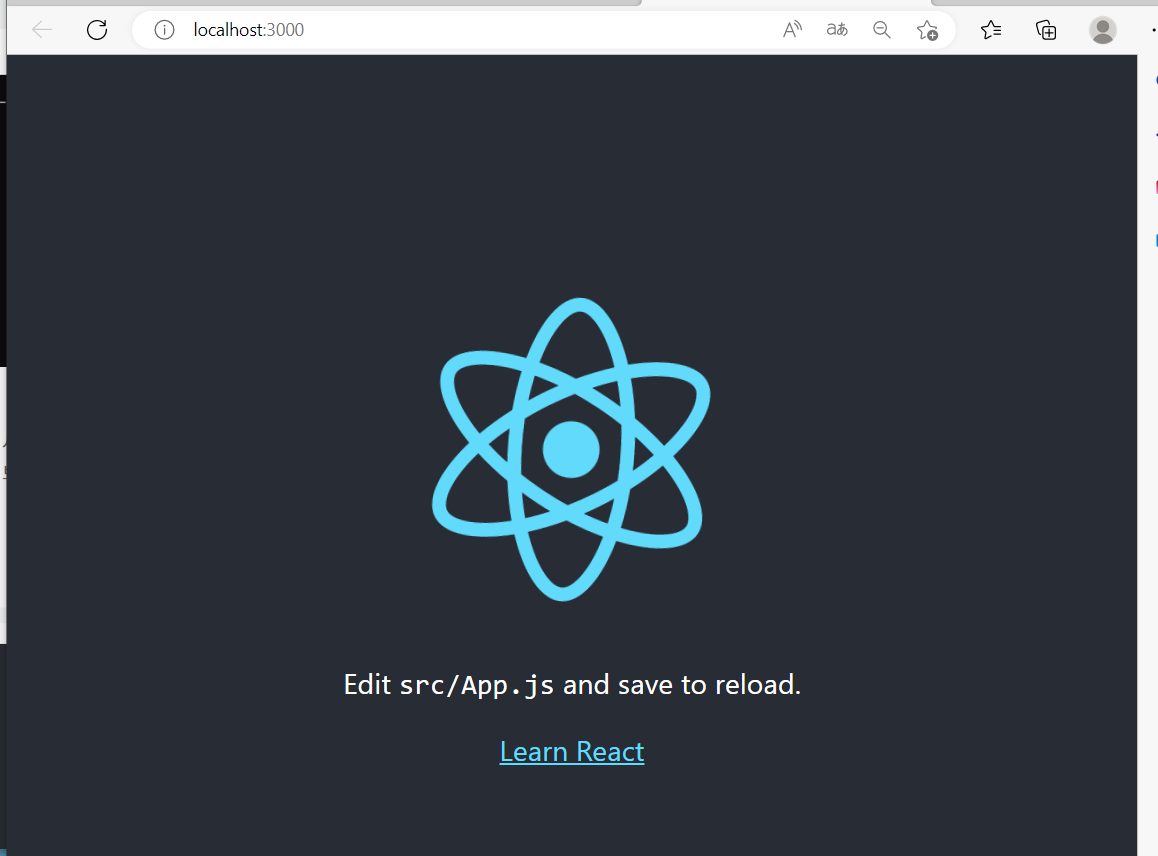 localhost:3000
Edit src/App.js and save to reload.
Learn React